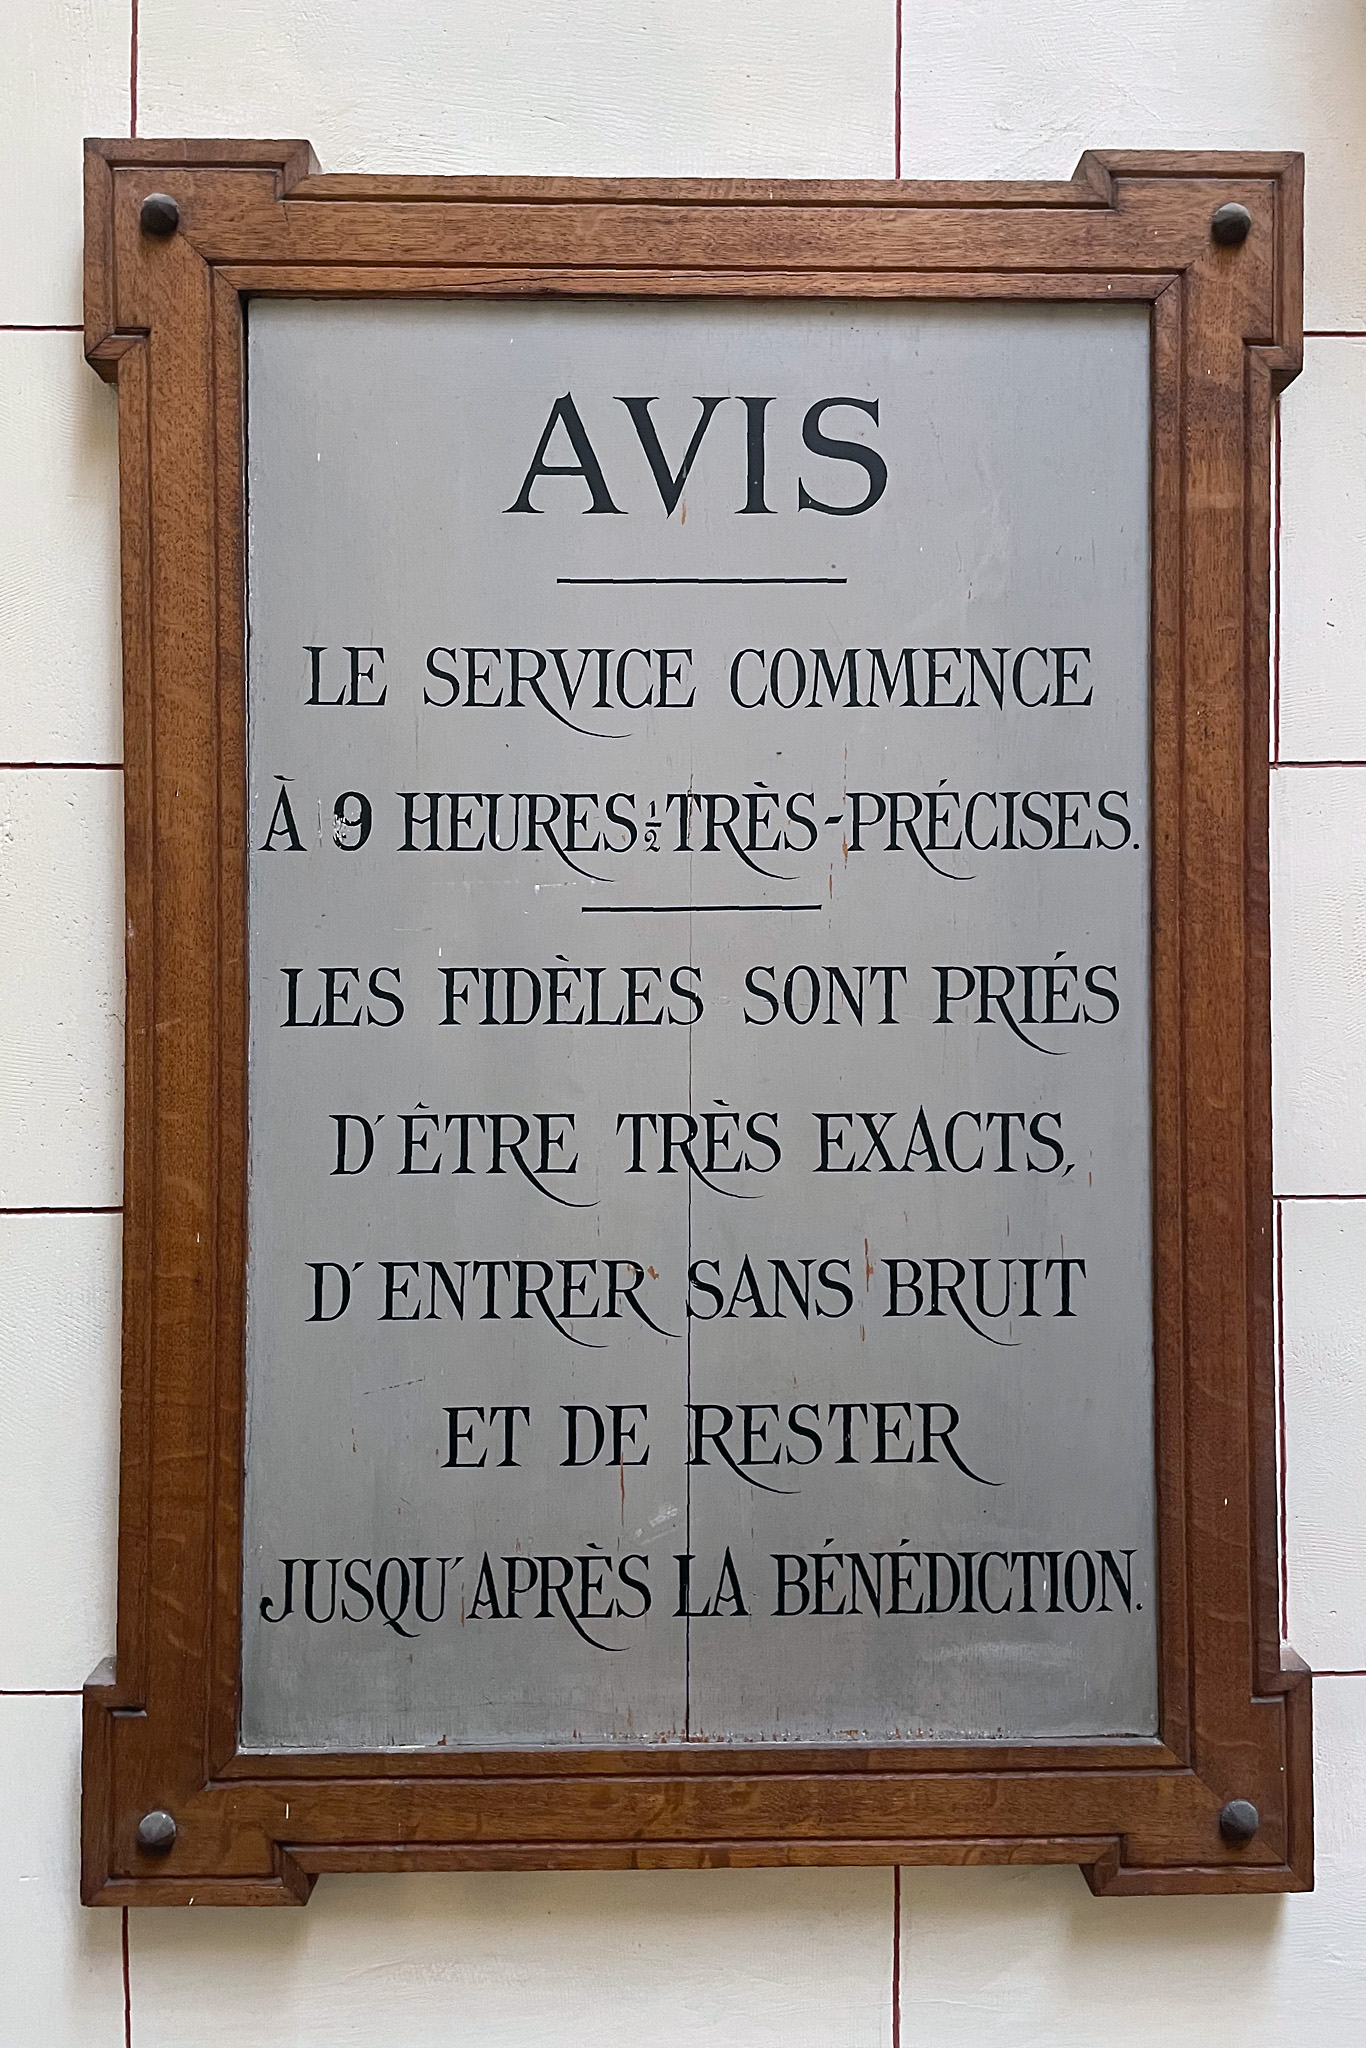 AVIS
LE SERVICE COMMENCE
À 9 HEURES ½ TRÈS-PRÉCISES.
LES FIDÈLES SONT PRIÉS
D'ÊTRE TRÈS EXACTS,
D'ENTRER SANS BRUIT
ET DE RESTER
JUSQU'APRÈS LA BÉNÉDICTION.